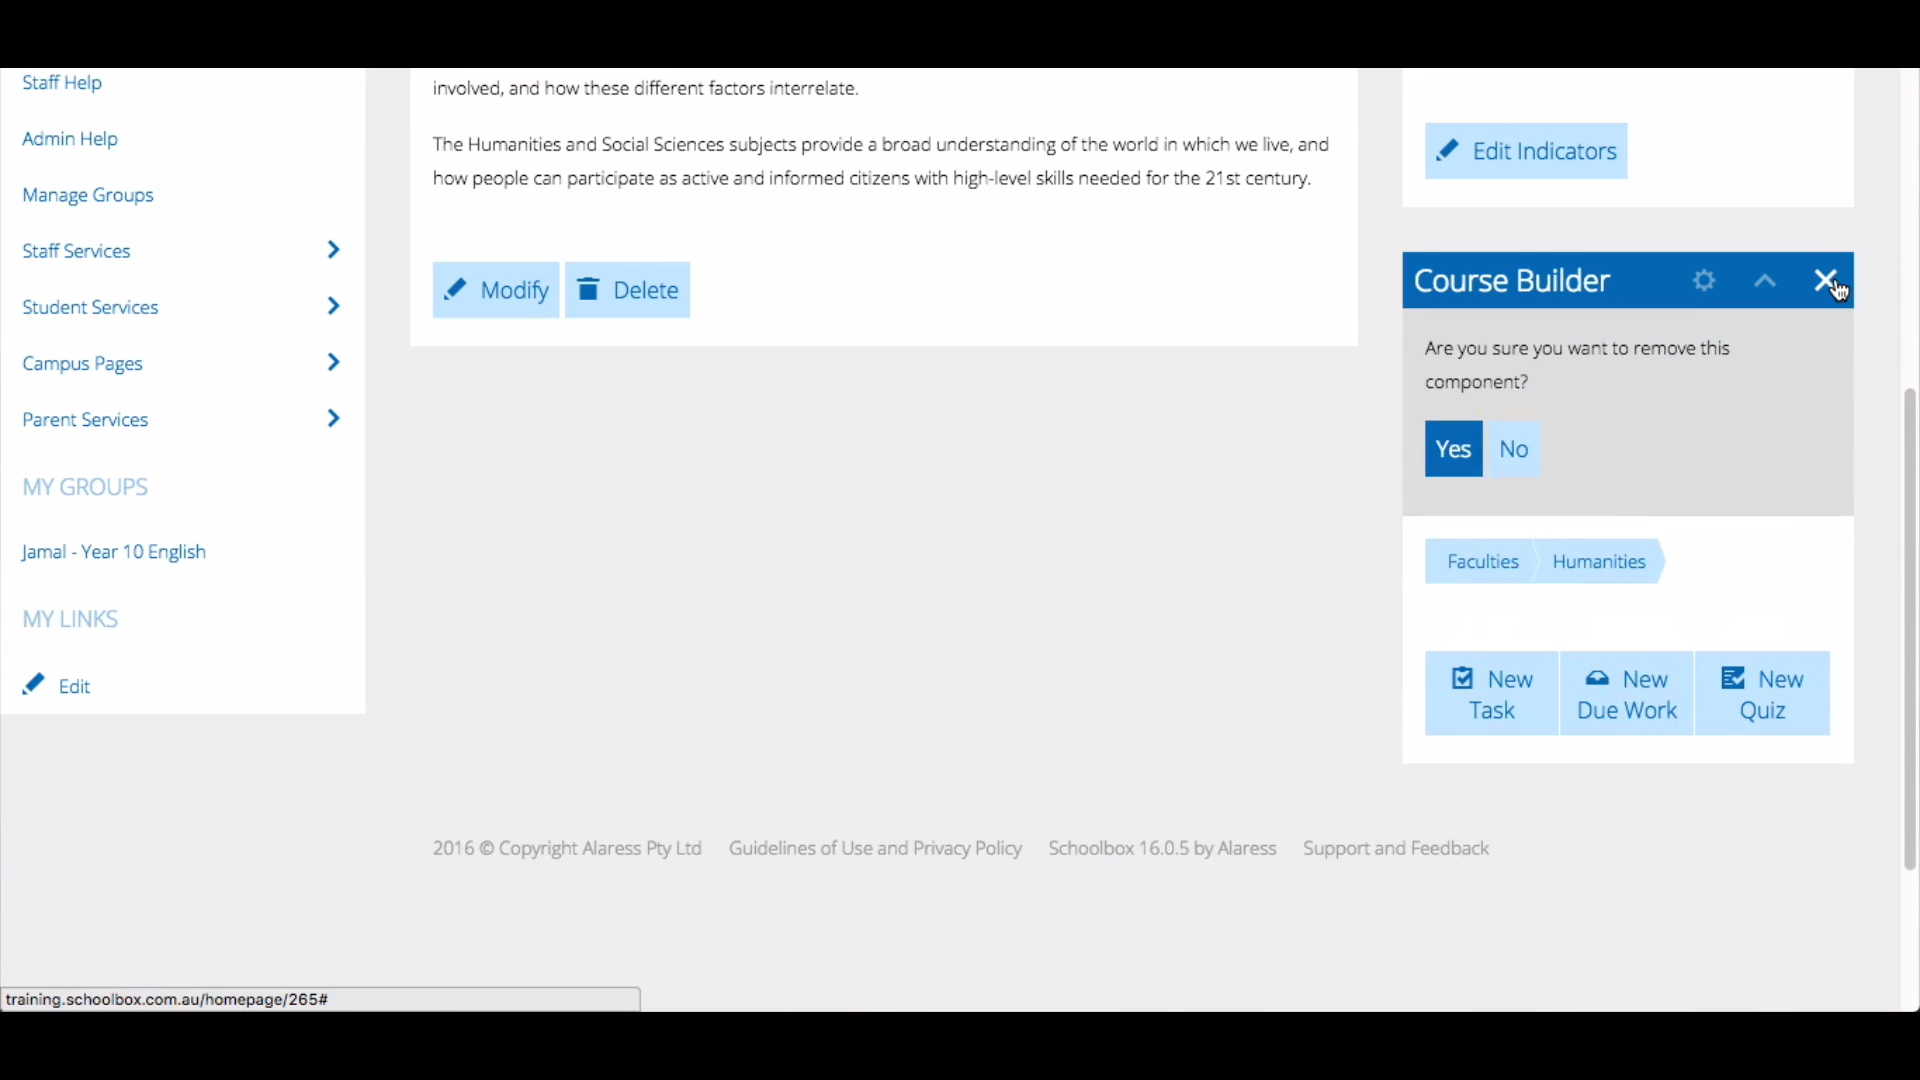 Staff Help
Admin Help
Manage Groups
Staff Services
Student Services
Campus Pages
Parent Services
MY GROUPS
Jamal - Year 10 English
MY LINKS
Edit
involved, and how these different factors interrelate.
The Humanities and Social Sciences subjects provide a broad understanding of the world in which we live, and
how people can participate as active and informed citizens with high-level skills needed for the 21st century.
Modify
Delete
Edit Indicators
Course Builder
Are you sure you want to remove this
component?
Yes
No
Faculties
Humanities
New
Task
New
Due Work
New
Quiz
2016 © Copyright Alaress Pty Ltd
Guidelines of Use and Privacy Policy
Schoolbox 16.0.5 by Alaress
Support and Feedback
training.schoolbox.com.au/homepage/265#